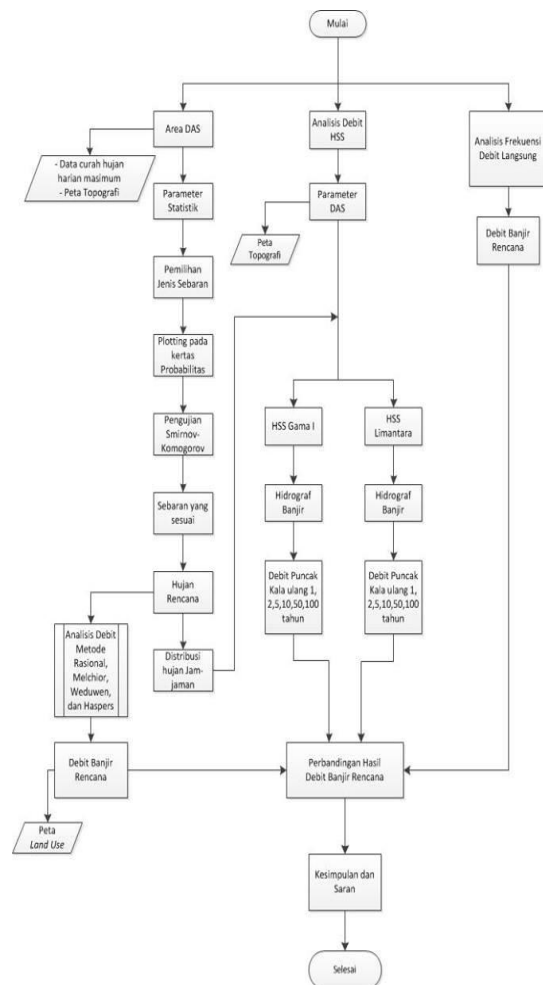 Mulai
Area DAS
- Data curah hujan
harian masimum
- Peta Topografi
Parameter
Statistik
Pemilihan
Jenis Sebaran
Plotting pada
kertas
Probabilitas
Pengujian
Smirnov-
Komogorov
Sebaran yang
sesuai
Hujan
Rencana
Analisis Debit
Metode
Rasional,
Melchior,
Weduwen,
dan Haspers
Distribusi
hujan Jam-
jaman
Debit Banjir
Rencana
Peta
Land Use
Analisis Debit
HSS
Parameter
DAS
Peta
Topografi
HSS Gama I
Hidrograf
Banjir
Debit Puncak
Kala ulang 1,
2,5,10,50,100
tahun
HSS
Limantara
Hidrograf
Banjir
Debit Puncak
Kala ulang 1,
2,5,10,50,100
tahun
Analisis Frekuensi
Debit Langsung
Debit Banjir
Rencana
Perbandingan Hasil
Debit Banjir Rencana
Kesimpulan dan
Saran
Selesai